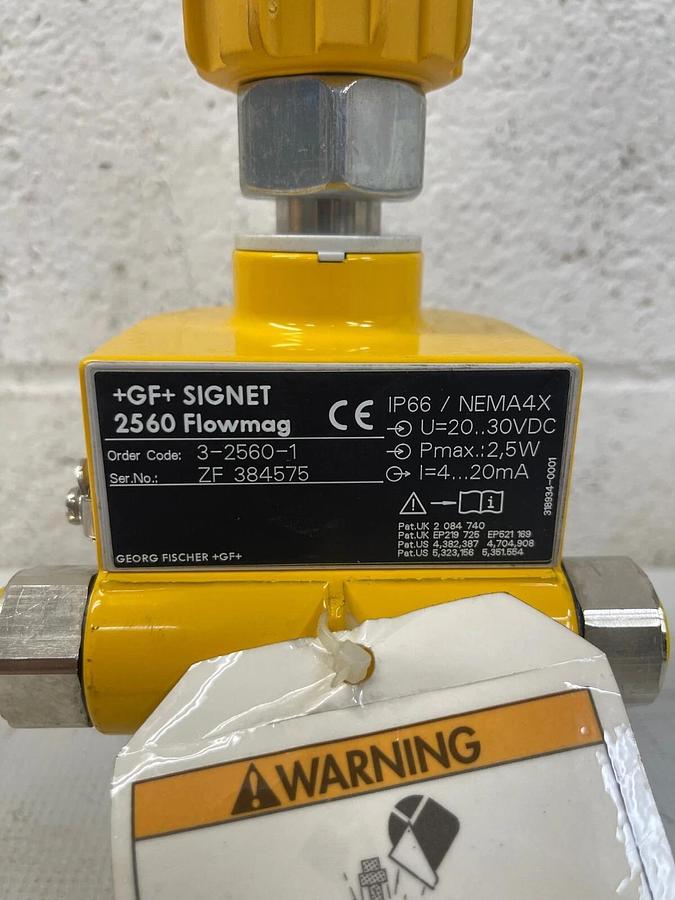 +GF+ SIGNET
2560 Flowmag
CE
Order Code: 3-2560-1
Ser.No.: ZF 384575
IP66 / NEMA4X
U=20..30VDC
Pmax.:2,5W
I=4...20mA
i
Pat.UK 2 084 740
Pat.UK EP219 725 EP521 169
Pat.US 4,382,387 4,704,908
Pat.US 5,323,156 5,351.554
318934-0001
GEORG FISCHER +GF+
WARNING